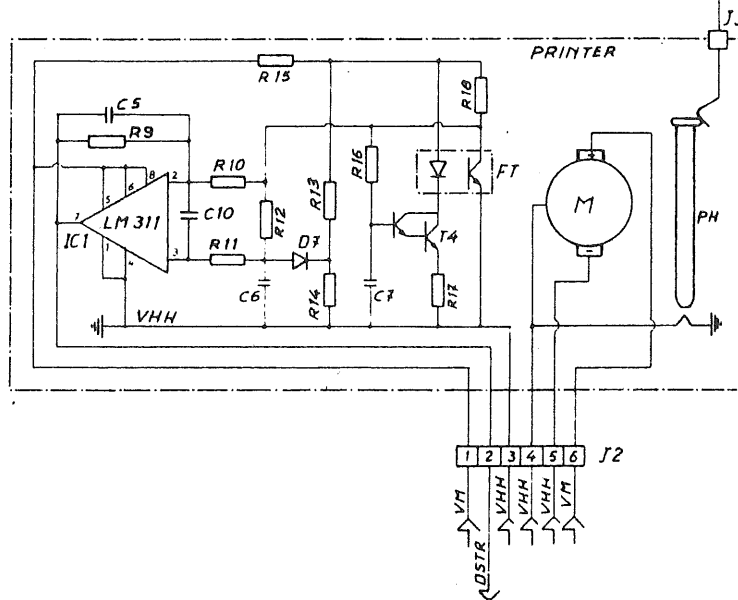 J
PRINTER
R15
R18
C5
R9
R16
FT
R10
R13
2
8
6
5
R12
M
PH
LM 311
C10
T4
7
IC1
1
3
R11
D7
4
C6
R14
C7
R17
VHH
1 2 3 4 5 6
J2
VM
DSTR
VHH
VHH
VHH
VM